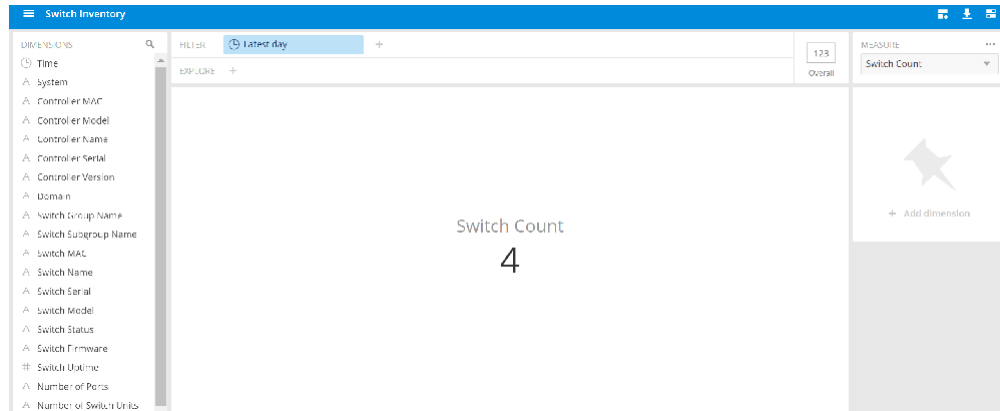 Switch Inventory
DIMENSIONS
Time
System
Controller MAC
Controller Model
Controller Name
Controller Serial
Controller Version
Domain
Switch Group Name
Switch Subgroup Name
Switch MAC
Switch Name
Switch Serial
Switch Model
Switch Status
Switch Firmware
Switch Uptime
Number of Ports
Number of Switch Units
FILTER Latest day +
EXPLORE +
123
Overall
Switch Count
4
MEASURE ...
Switch Count
+ Add dimension